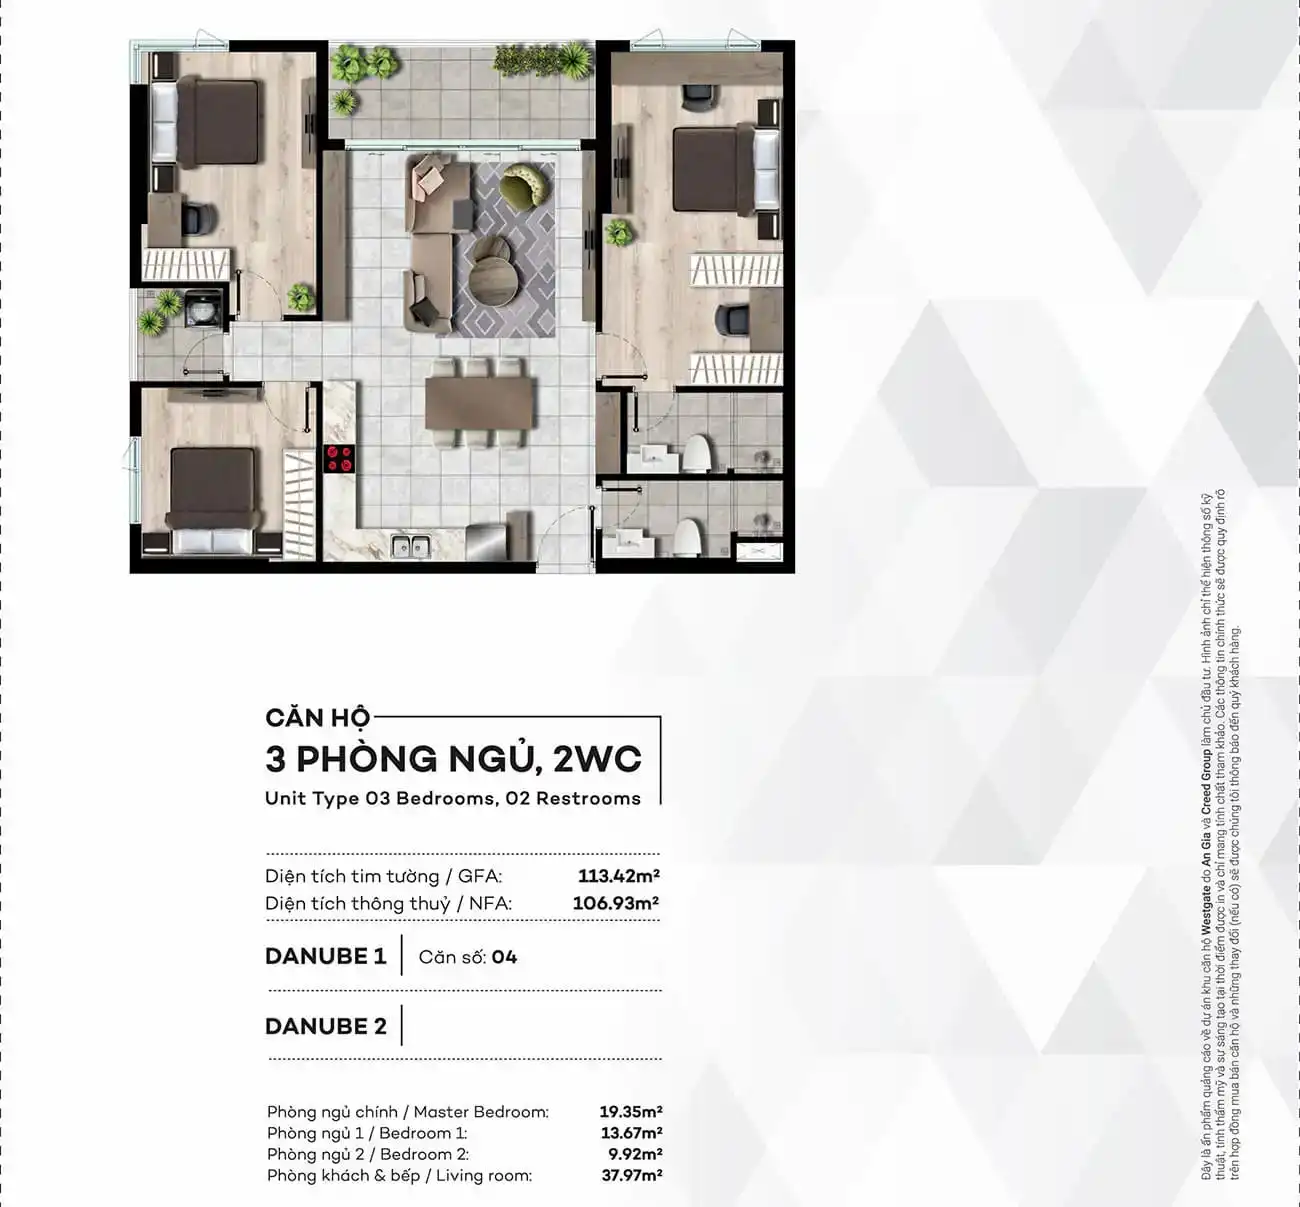 CĂN HỘ
3 PHÒNG NGỦ, 2WC
Unit Type 03 Bedrooms, 02 Restrooms
Diện tích tim tường / GFA: 113.42m²
Diện tích thông thuỷ / NFA: 106.93m²
DANUBE 1 | Căn số: 04
DANUBE 2 |
Phòng ngủ chính / Master Bedroom: 19.35m²
Phòng ngủ 1 / Bedroom 1: 13.67m²
Phòng ngủ 2 / Bedroom 2: 9.92m²
Phòng khách & bếp / Living room: 37.97m²
Đây là ấn phẩm quảng cáo về dự án khu căn hộ Westgate do An Gia và Creed Group làm chủ đầu tư. Hình ảnh chỉ thể hiện thông số kỹ
thuật, tính thẩm mỹ và sự sáng tạo tại thời điểm được in và chỉ mang tính chất tham khảo. Các thông tin chính thức sẽ được quy định rõ
trên hợp đồng mua bán căn hộ và những thay đổi (nếu có) sẽ được chúng tôi thông báo đến quý khách hàng.